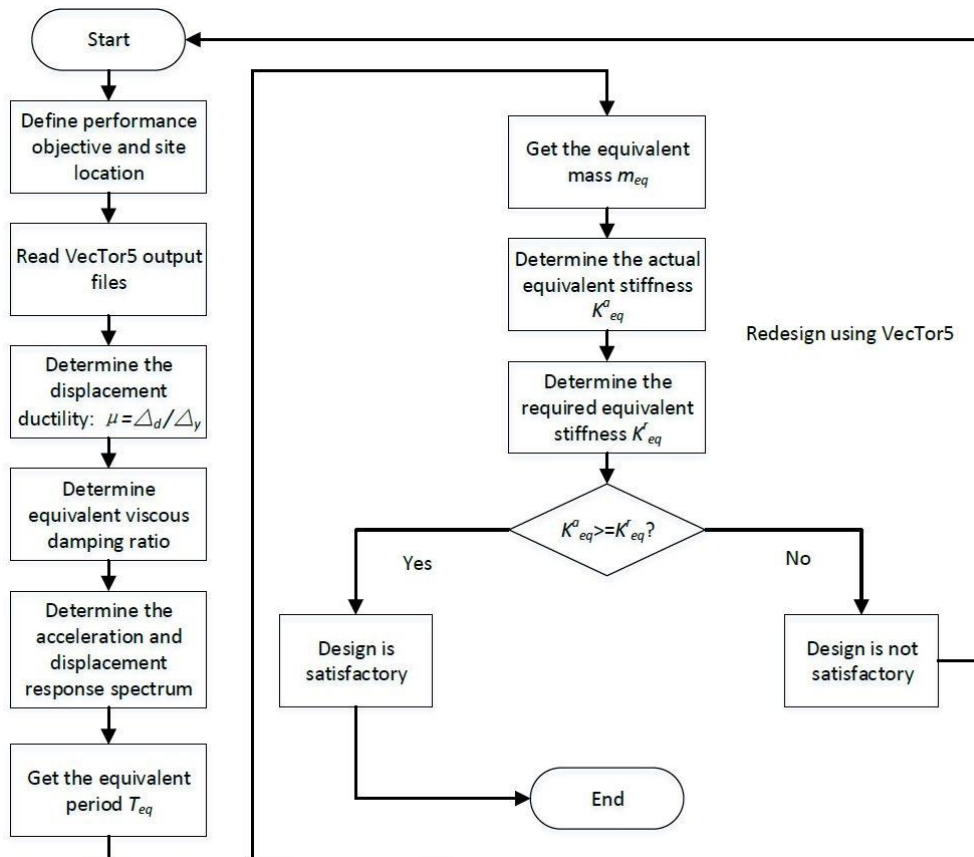 Start
Define performance
objective and site
location
Read VecTor5 output
files
Determine the
displacement
ductility: μ=△d/△y
Determine
equivalent viscous
damping ratio
Determine the
acceleration and
displacement
response spectrum
Get the equivalent
period Teq
Get the equivalent
mass meq
Determine the actual
equivalent stiffness
Kᵃeq
Determine the
required equivalent
stiffness Kʳeq
Kᵃeq>=Kʳeq?
Yes
No
Design is
satisfactory
Design is not
satisfactory
Redesign using VecTor5
End